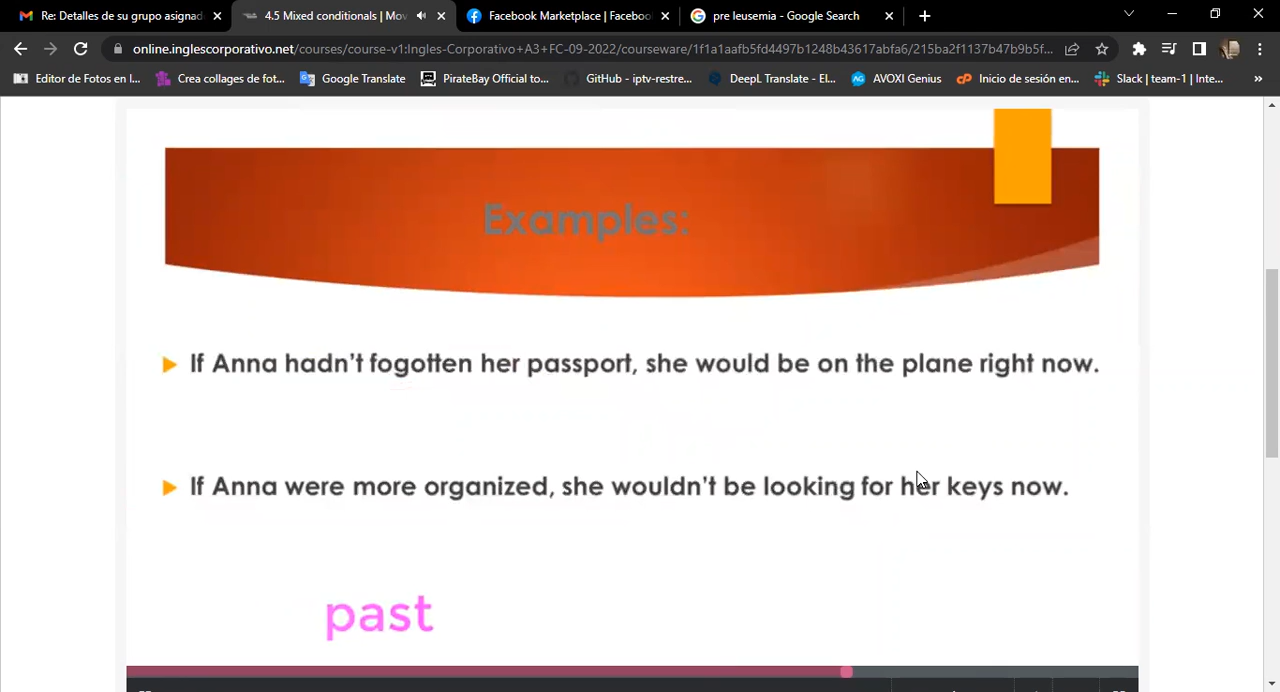 Re: Detalles de su grupo asignad
4.5 Mixed conditionals | Mov
Facebook Marketplace | Faceboo
pre leusemia - Google Search
online.inglescorporativo.net/courses/course-v1:Ingles-Corporativo+A3+FC-09-2022/courseware/1f1a1aafb5fd4497b1248b43617abfa6/215ba2f1137b47b9b5f...
Editor de Fotos en l...
Crea collages de fot...
Google Translate
PirateBay Official to...
GitHub - iptv-restre...
DeepL Translate - El...
AVOXI Genius
Inicio de sesión en...
Slack | team-1 | Inte...
»
Examples:
If Anna hadn't fogotten her passport, she would be on the plane right now.
If Anna were more organized, she wouldn't be looking for her keys now.
past